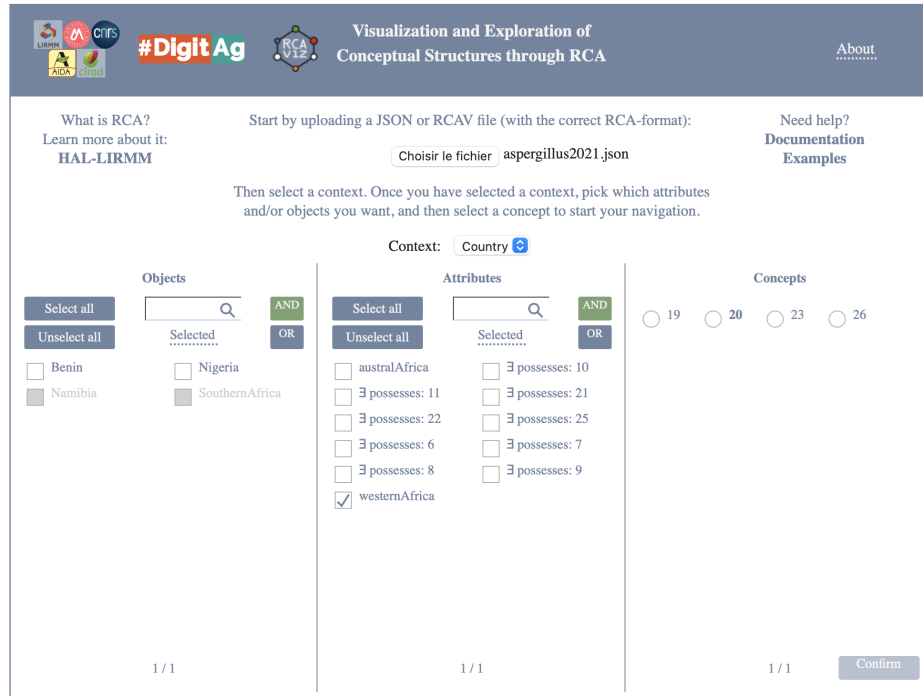 LIRMM
CNrs
AIDA
cirad
#DigitAg
RCA
VIZ
Visualization and Exploration of
Conceptual Structures through RCA
About
What is RCA?
Learn more about it:
HAL-LIRMM
Start by uploading a JSON or RCAV file (with the correct RCA-format):
Choisir le fichier aspergillus2021.json
Then select a context. Once you have selected a context, pick which attributes
and/or objects you want, and then select a concept to start your navigation.
Need help?
Documentation
Examples
Context: Country
Objects
Select all AND
Unselect all Selected OR
Benin Nigeria
Namibia SouthernAfrica
1 / 1
Attributes
Select all AND
Unselect all Selected OR
australAfrica ∃ possesses: 10
∃ possesses: 11 ∃ possesses: 21
∃ possesses: 22 ∃ possesses: 25
∃ possesses: 6 ∃ possesses: 7
∃ possesses: 8 ∃ possesses: 9
westernAfrica
1 / 1
Concepts
19 20 23 26
1 / 1 Confirm